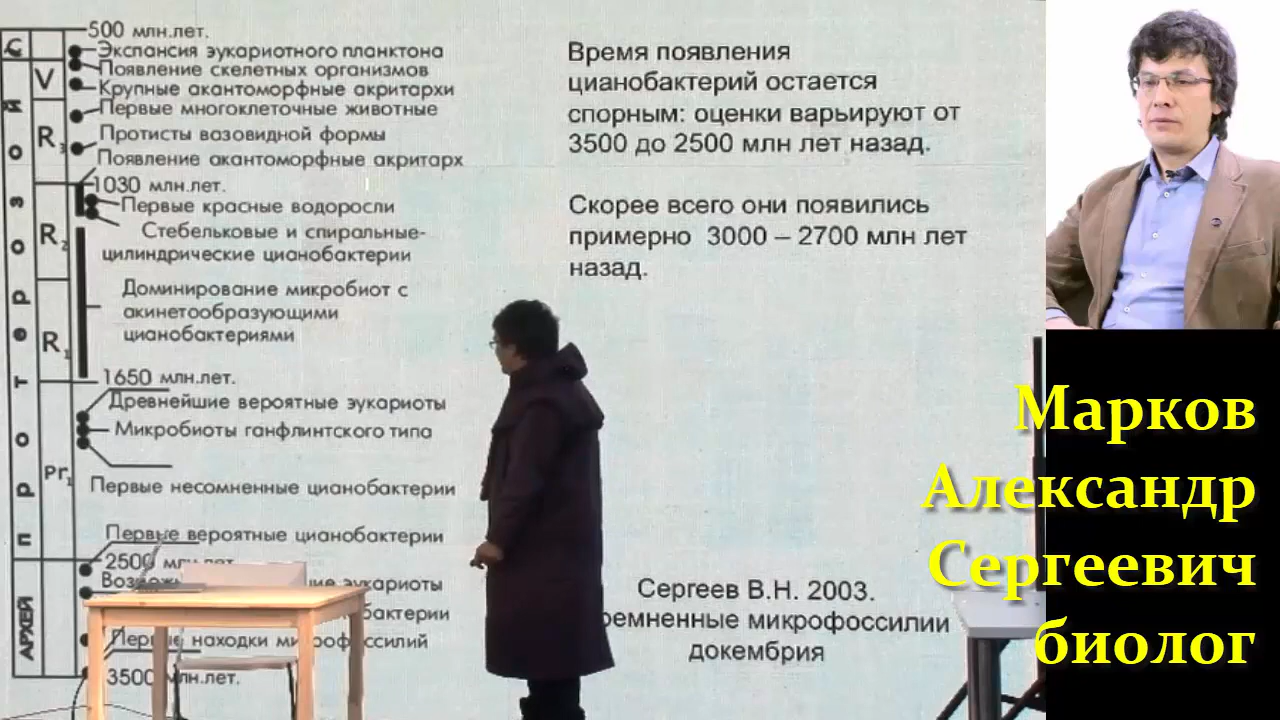 500 млн.лет.
Экспансия эукариотного планктона
Появление скелетных организмов
Крупные акантоморфные акритархи
Первые многоклеточные животные
Протисты вазовидной формы
Появление акантоморфные акритарх
1030 млн.лет.
Первые красные водоросли
Стебельковые и спиральные-
цилиндрические цианобактерии
Доминирование микробиот с
акинетообразующими
цианобактериями
1650 млн.лет.
Древнейшие вероятные эукариоты
Микробиоты ганфлинтского типа
Первые несомненные цианобактерии
Первые вероятные цианобактерии
2500 млн.лет.
эукариоты
Первые находки микрофоссилий
3500 млн.лет.
Є
V
R3
R2
R1
Pr1
ПРОТЕРОЗОЙ
АРХЕЙ
Время появления
цианобактерий остается
спорным: оценки варьируют от
3500 до 2500 млн лет назад.
Скорее всего они появились
примерно 3000 – 2700 млн лет
назад.
Сергеев В.Н. 2003.
микрофоссилии
докембрия
Марков
Александр
Сергеевич
биолог